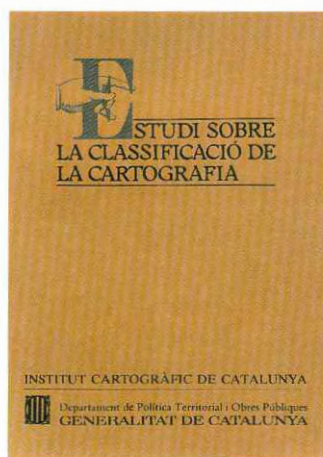 ESTUDI SOBRE
LA CLASSIFICACIÓ DE
LA CARTOGRAFIA
INSTITUT CARTOGRÀFIC DE CATALUNYA
Departament de Política Territorial i Obres Públiques
GENERALITAT DE CATALUNYA